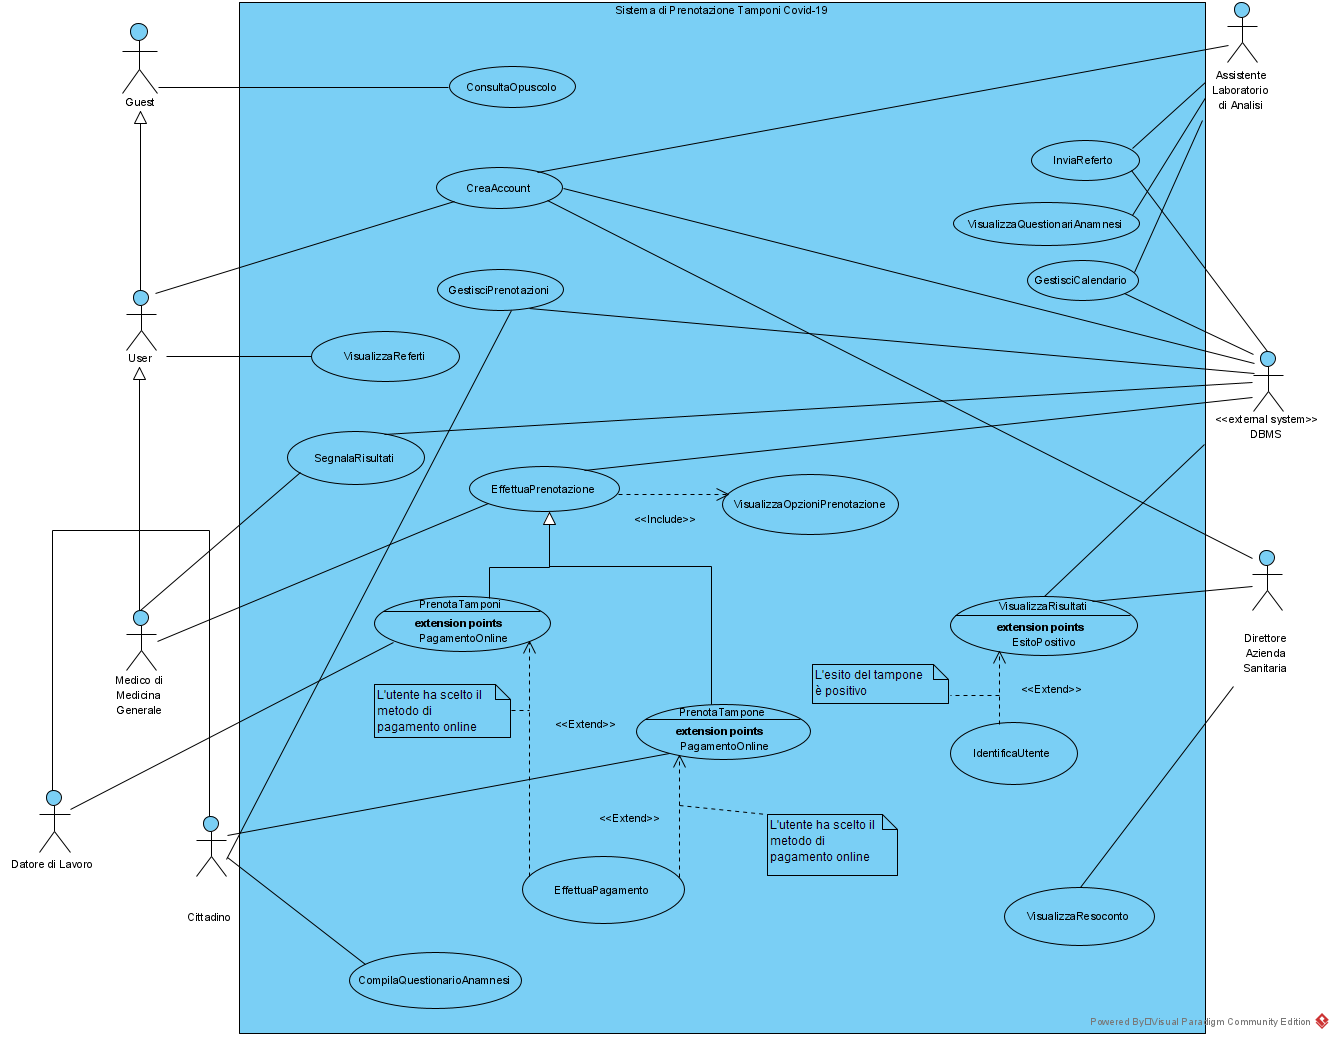 Sistema di Prenotazione Tamponi Covid-19
Guest
ConsultaOpuscolo
Assistente
Laboratorio
di Analisi
InviaReferto
CreaAccount
VisualizzaQuestionariAnamnesi
GestisciCalendario
GestisciPrenotazioni
User
VisualizzaReferti
<<external system>>
DBMS
SegnalaRisultati
EffettuaPrenotazione
VisualizzaOpzioniPrenotazione
<<Include>>
PrenotaTamponi
extension points
PagamentoOnline
VisualizzaRisultati
extension points
EsitoPositivo
Direttore
Azienda
Sanitaria
Medico di
Medicina
Generale
L'utente ha scelto il
metodo di
pagamento online
<<Extend>>
L'esito del tampone
è positivo
<<Extend>>
PrenotaTampone
extension points
PagamentoOnline
IdentificaUtente
<<Extend>>
L'utente ha scelto il
metodo di
pagamento online
Datore di Lavoro
Cittadino
EffettuaPagamento
VisualizzaResoconto
CompilaQuestionarioAnamnesi
Powered By Visual Paradigm Community Edition